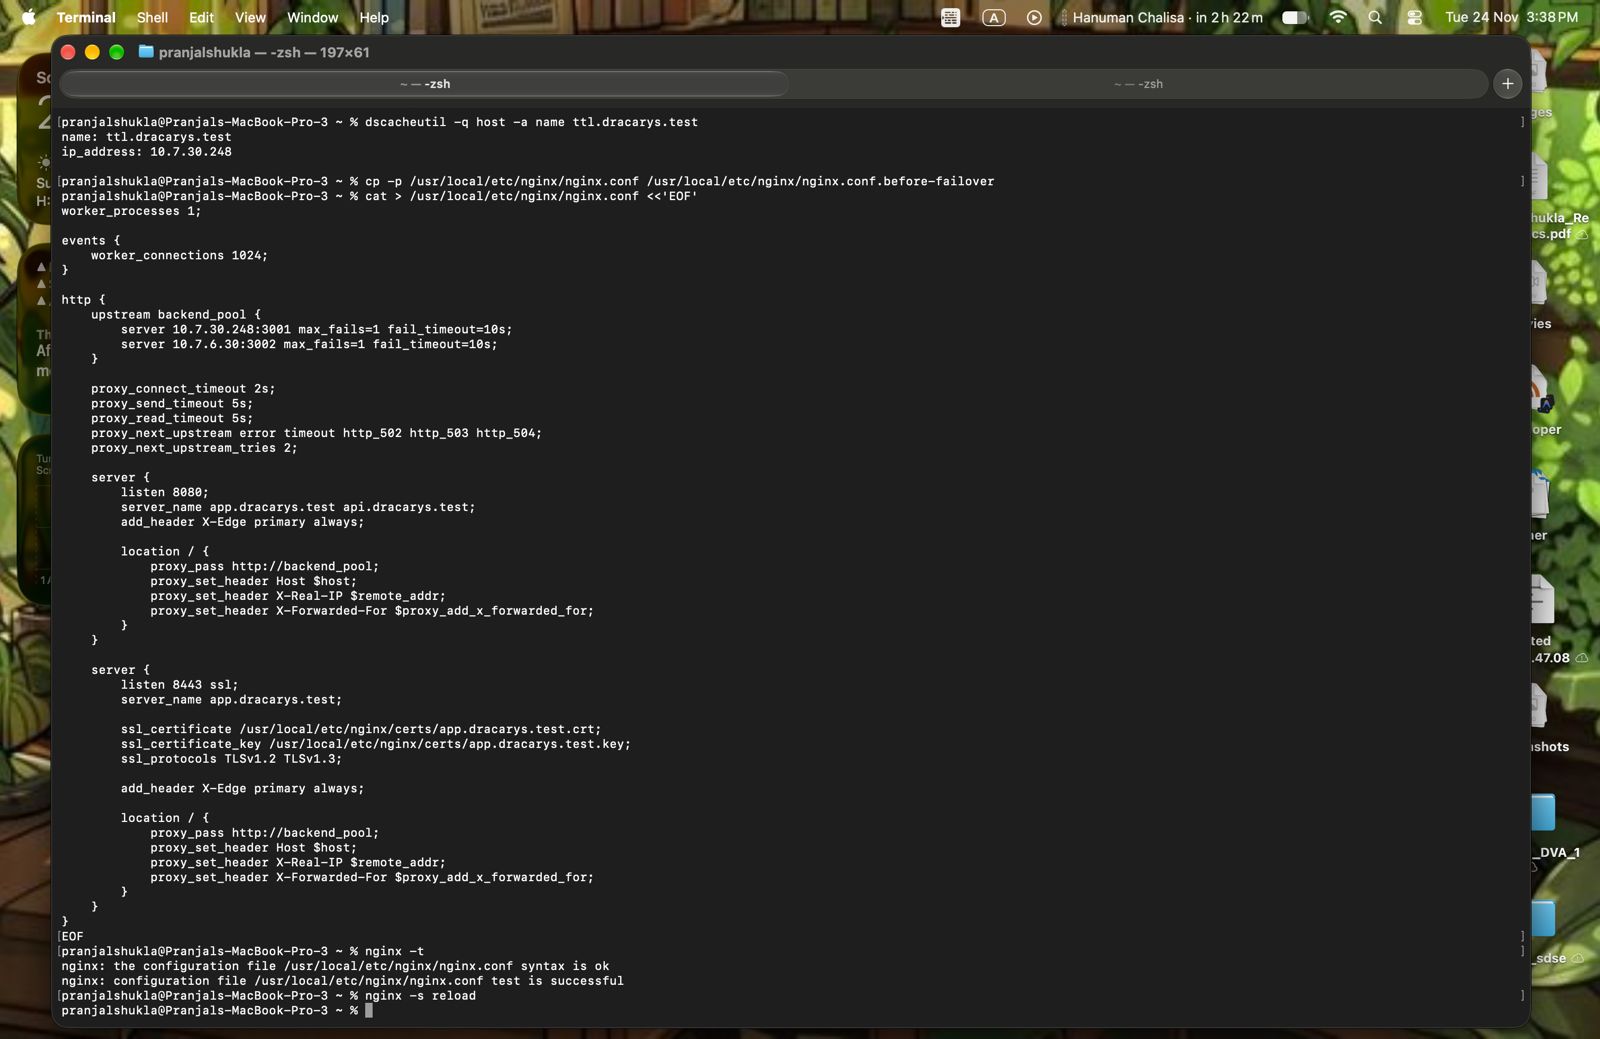 Terminal Shell Edit View Window Help A Hanuman Chalisa · in 2h 22m Tue 24 Nov 3:38PM
pranjalshukla — -zsh — 197×61
~ — -zsh ~ — -zsh +
[pranjalshukla@Pranjals-MacBook-Pro-3 ~ % dscacheutil -q host -a name ttl.dracarys.test ]
name: ttl.dracarys.test
ip_address: 10.7.30.248
[pranjalshukla@Pranjals-MacBook-Pro-3 ~ % cp -p /usr/local/etc/nginx/nginx.conf /usr/local/etc/nginx/nginx.conf.before-failover ]
pranjalshukla@Pranjals-MacBook-Pro-3 ~ % cat > /usr/local/etc/nginx/nginx.conf <<'EOF'
worker_processes 1;
events {
    worker_connections 1024;
}
http {
    upstream backend_pool {
        server 10.7.30.248:3001 max_fails=1 fail_timeout=10s;
        server 10.7.6.30:3002 max_fails=1 fail_timeout=10s;
    }
    proxy_connect_timeout 2s;
    proxy_send_timeout 5s;
    proxy_read_timeout 5s;
    proxy_next_upstream error timeout http_502 http_503 http_504;
    proxy_next_upstream_tries 2;
    server {
        listen 8080;
        server_name app.dracarys.test api.dracarys.test;
        add_header X-Edge primary always;
        location / {
            proxy_pass http://backend_pool;
            proxy_set_header Host $host;
            proxy_set_header X-Real-IP $remote_addr;
            proxy_set_header X-Forwarded-For $proxy_add_x_forwarded_for;
        }
    }
    server {
        listen 8443 ssl;
        server_name app.dracarys.test;
        ssl_certificate /usr/local/etc/nginx/certs/app.dracarys.test.crt;
        ssl_certificate_key /usr/local/etc/nginx/certs/app.dracarys.test.key;
        ssl_protocols TLSv1.2 TLSv1.3;
        add_header X-Edge primary always;
        location / {
            proxy_pass http://backend_pool;
            proxy_set_header Host $host;
            proxy_set_header X-Real-IP $remote_addr;
            proxy_set_header X-Forwarded-For $proxy_add_x_forwarded_for;
        }
    }
}
[EOF ]
[pranjalshukla@Pranjals-MacBook-Pro-3 ~ % nginx -t ]
nginx: the configuration file /usr/local/etc/nginx/nginx.conf syntax is ok
nginx: configuration file /usr/local/etc/nginx/nginx.conf test is successful
[pranjalshukla@Pranjals-MacBook-Pro-3 ~ % nginx -s reload ]
pranjalshukla@Pranjals-MacBook-Pro-3 ~ %
hukla_Re
cs.pdf
.47.08
_DVA_1
_sdse